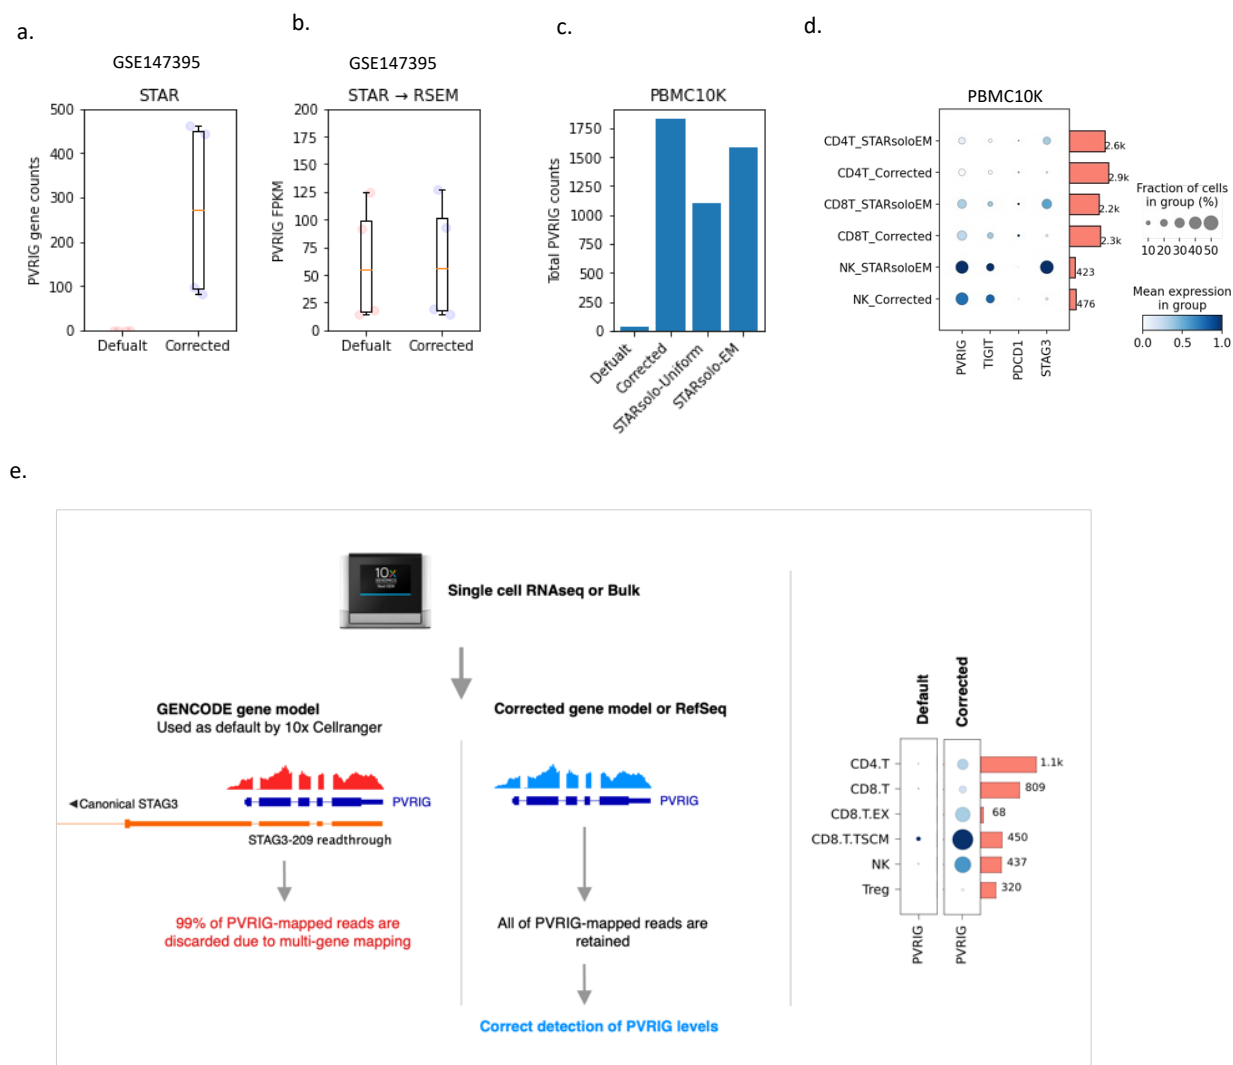 a.
GSE147395
STAR
PVRIG gene counts
500
400
300
200
100
0
Defualt
Corrected
b.
GSE147395
STAR → RSEM
PVRIG FPKM
200
175
150
125
100
75
50
25
0
Defualt
Corrected
c.
PBMC10K
Total PVRIG counts
1750
1500
1250
1000
750
500
250
0
Defualt
Corrected
STARsolo-Uniform
STARsolo-EM
d.
PBMC10K
CD4T_STARsoloEM
CD4T_Corrected
CD8T_STARsoloEM
CD8T_Corrected
NK_STARsoloEM
NK_Corrected
2.6k
2.9k
2.2k
2.3k
423
476
PVRIG
TIGIT
PDCD1
STAG3
Fraction of cells
in group (%)
10 20 30 40 50
Mean expression
in group
0.0 0.5 1.0
e.
10x
GENOMICS
Single cell RNAseq or Bulk
GENCODE gene model
Used as default by 10x Cellranger
◄Canonical STAG3
PVRIG
STAG3-209 readthrough
99% of PVRIG-mapped reads are
discarded due to multi-gene mapping
Corrected gene model or RefSeq
PVRIG
All of PVRIG-mapped reads are
retained
Correct detection of PVRIG levels
Default
Corrected
CD4.T
CD8.T
CD8.T.EX
CD8.T.TSCM
NK
Treg
1.1k
809
68
450
437
320
PVRIG
PVRIG